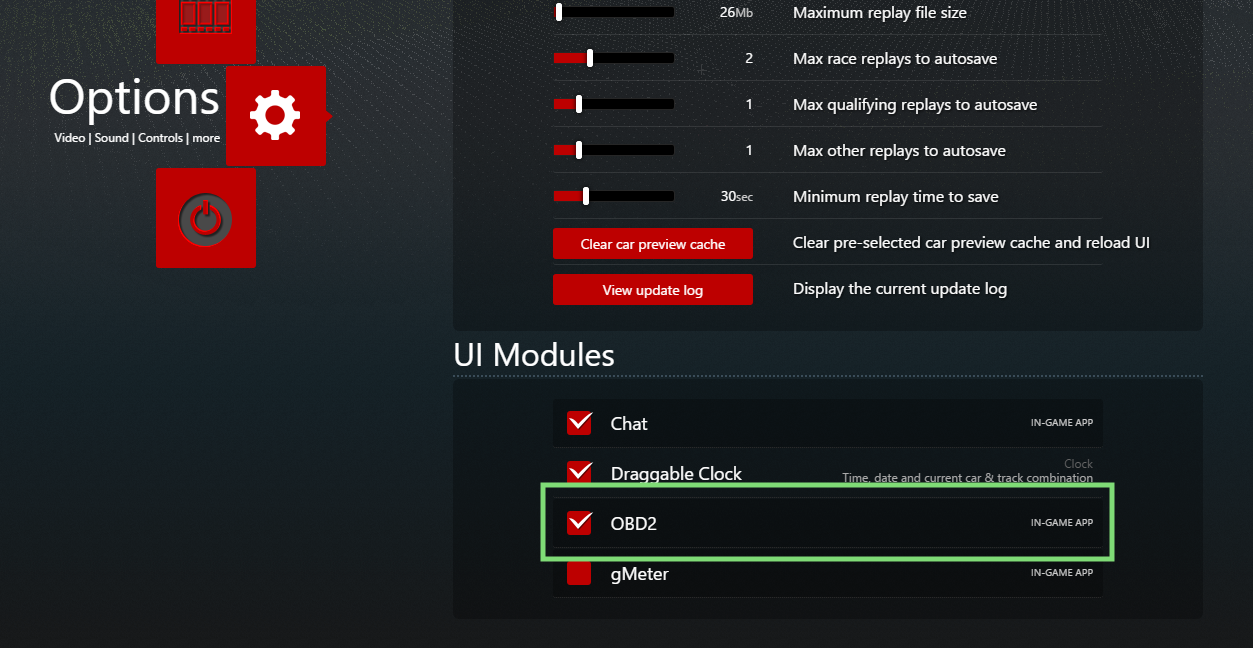 Options
Video | Sound | Controls | more
26Mb Maximum replay file size
2 Max race replays to autosave
1 Max qualifying replays to autosave
1 Max other replays to autosave
30sec Minimum replay time to save
Clear car preview cache Clear pre-selected car preview cache and reload UI
View update log Display the current update log
UI Modules
Chat IN-GAME APP
Clock
Draggable Clock Time, date and current car & track combination
OBD2 IN-GAME APP
gMeter IN-GAME APP